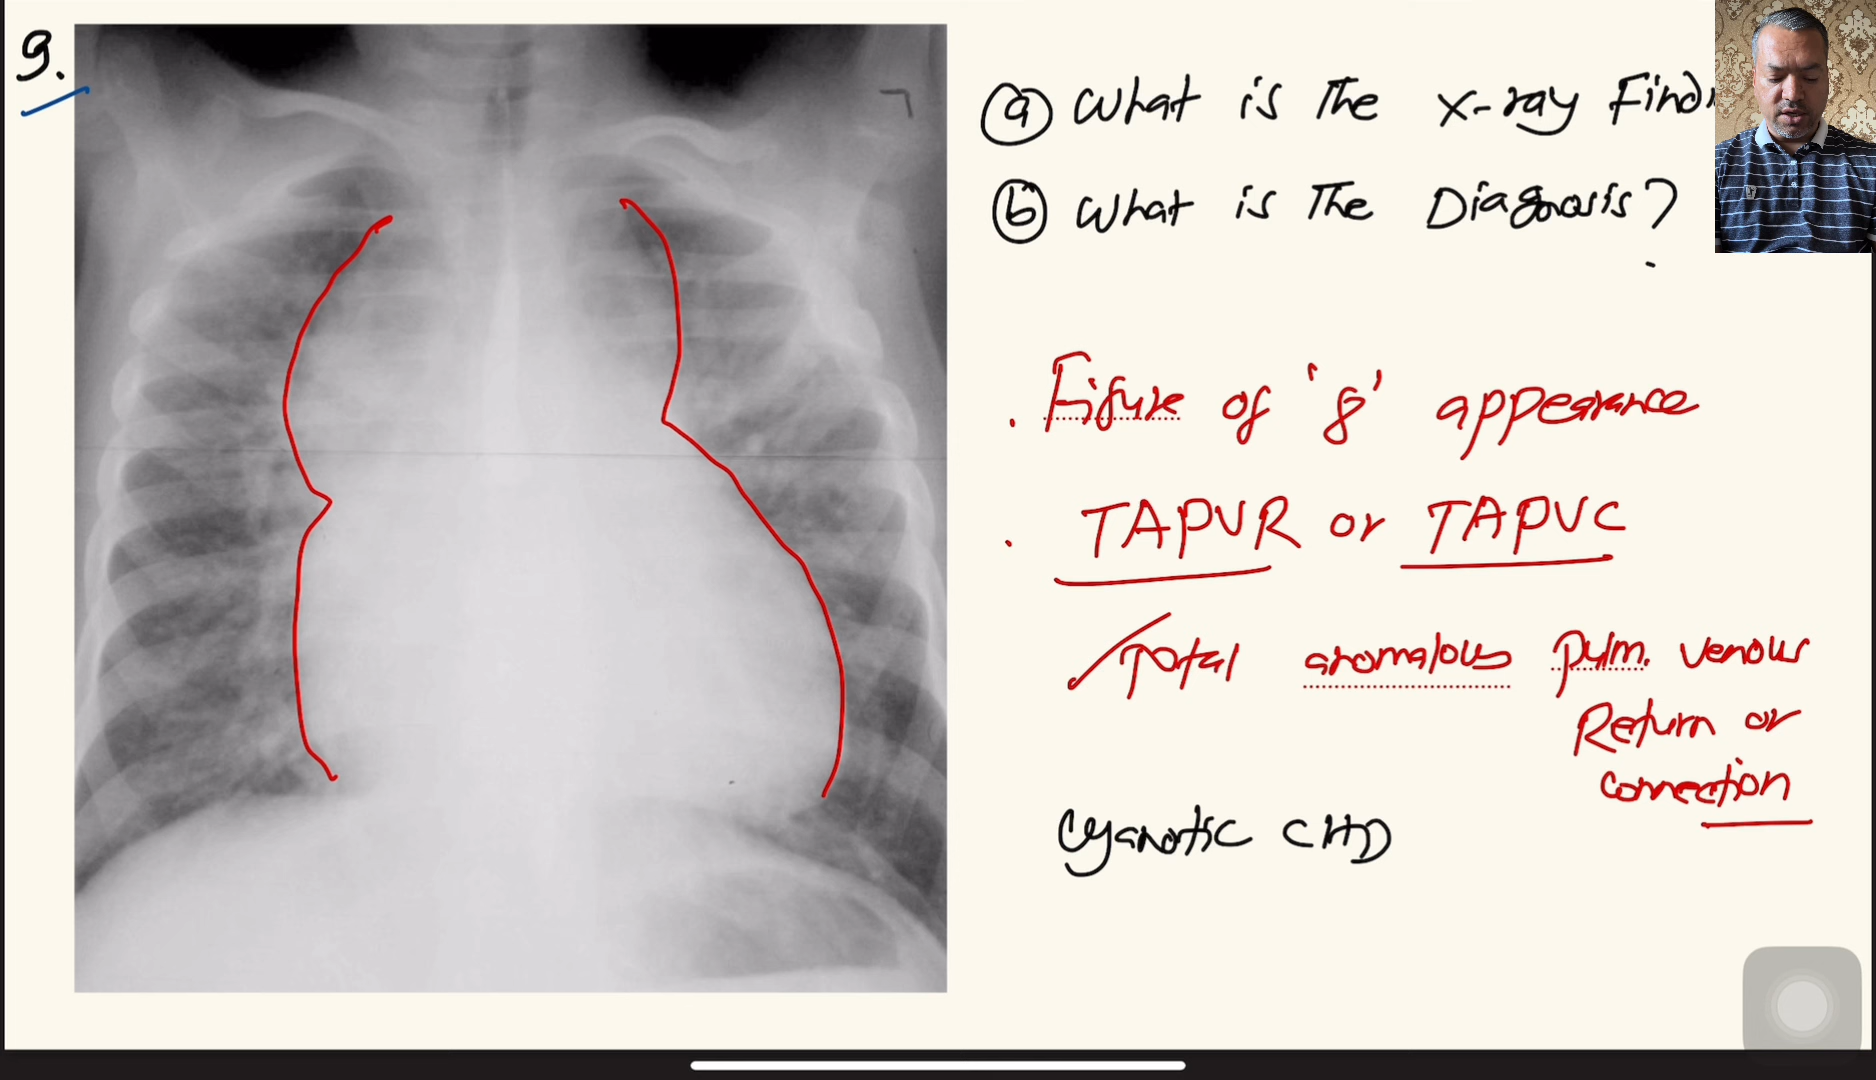 9.
(a) What is The X-ray Find
(b) What is The Diagnosis?
. Figure of '8' appearance
. TAPVR or TAPVC
Total anomalous pulm. venous
Return or
connection
Cyanotic CHD